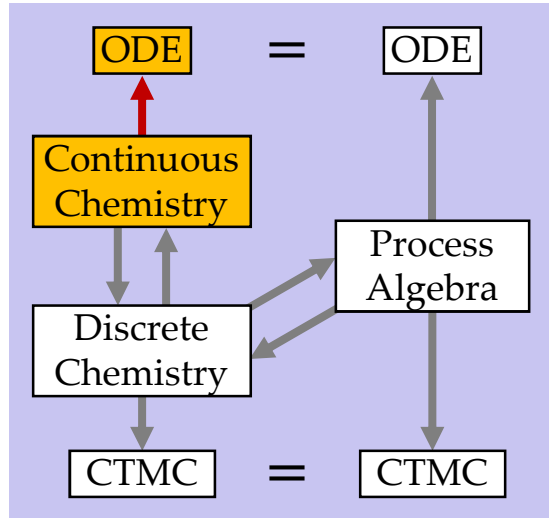 ODE = ODE
Continuous
Chemistry
Process
Algebra
Discrete
Chemistry
CTMC = CTMC